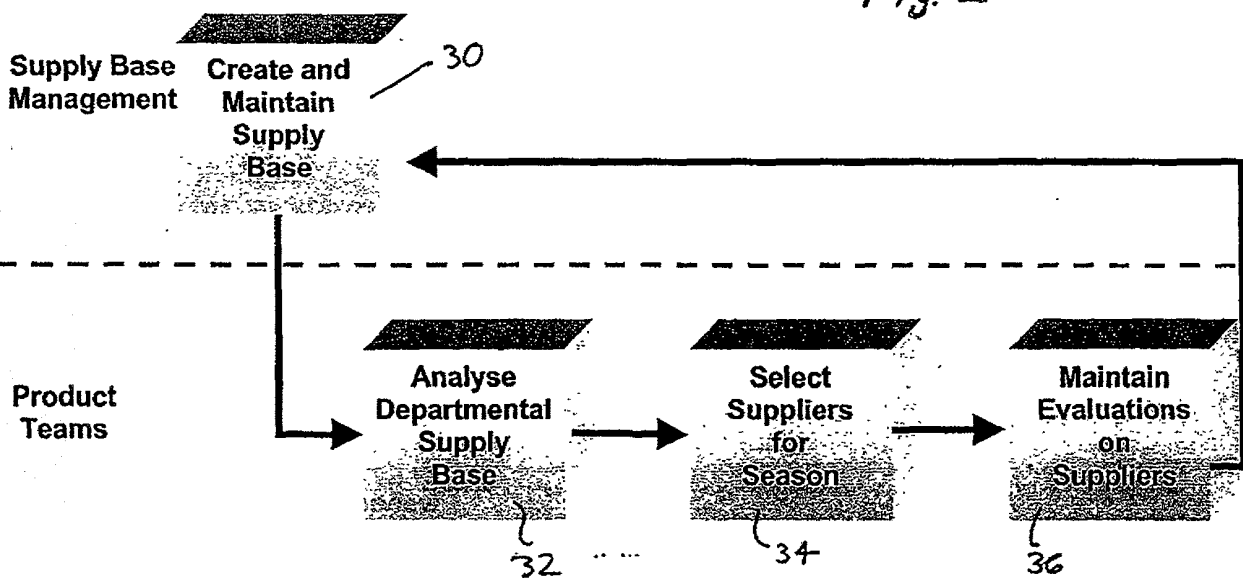 Supply Base
Management
Create and
Maintain
Supply
Base
30
Product
Teams
Analyse
Departmental
Supply
Base
32
Select
Suppliers
for
Season
34
Maintain
Evaluations
on
Suppliers
36